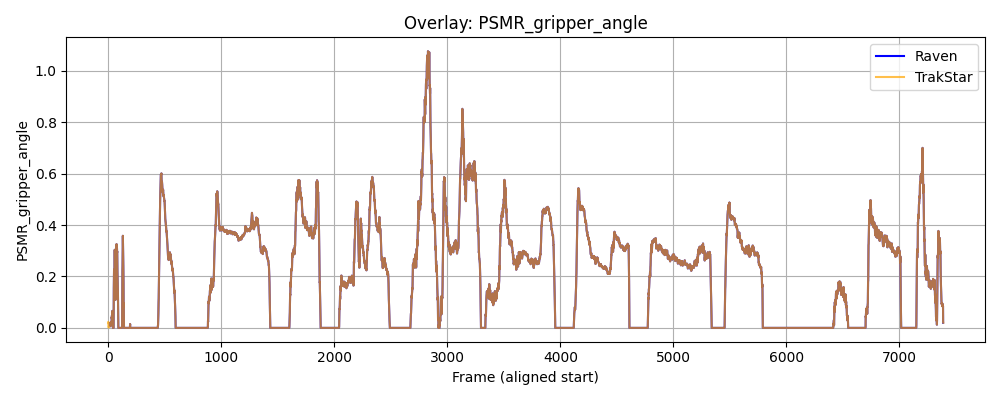 Overlay: PSMR_gripper_angle
Raven
TrakStar
PSMR_gripper_angle
1.0
0.8
0.6
0.4
0.2
0.0
0 1000 2000 3000 4000 5000 6000 7000
Frame (aligned start)